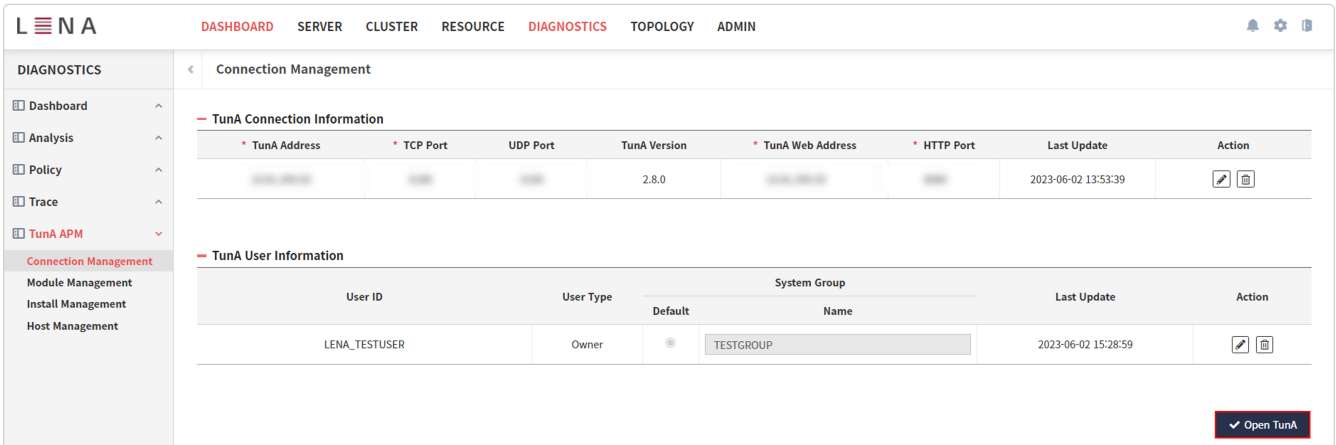 LENA
DASHBOARD SERVER CLUSTER RESOURCE DIAGNOSTICS TOPOLOGY ADMIN
DIAGNOSTICS
Connection Management
Dashboard
Analysis
Policy
Trace
TunA APM
Connection Management
Module Management
Install Management
Host Management
TunA Connection Information
* TunA Address * TCP Port UDP Port TunA Version * TunA Web Address * HTTP Port Last Update Action
2.8.0 2023-06-02 13:53:39
TunA User Information
User ID User Type System Group Last Update Action
Default Name
LENA_TESTUSER Owner TESTGROUP 2023-06-02 15:28:59
Open TunA